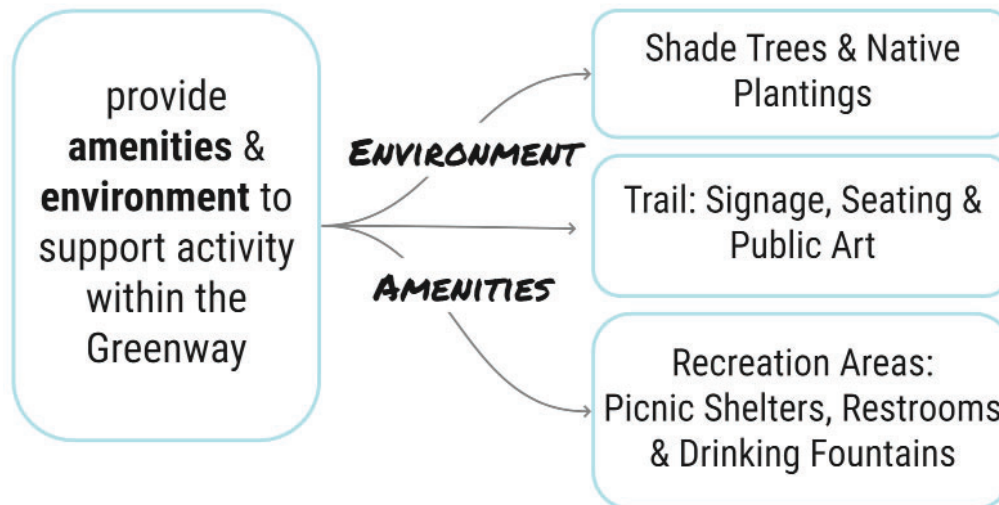 provide
amenities &
environment to
support activity
within the
Greenway
ENVIRONMENT
AMENITIES
Shade Trees & Native
Plantings
Trail: Signage, Seating &
Public Art
Recreation Areas:
Picnic Shelters, Restrooms
& Drinking Fountains